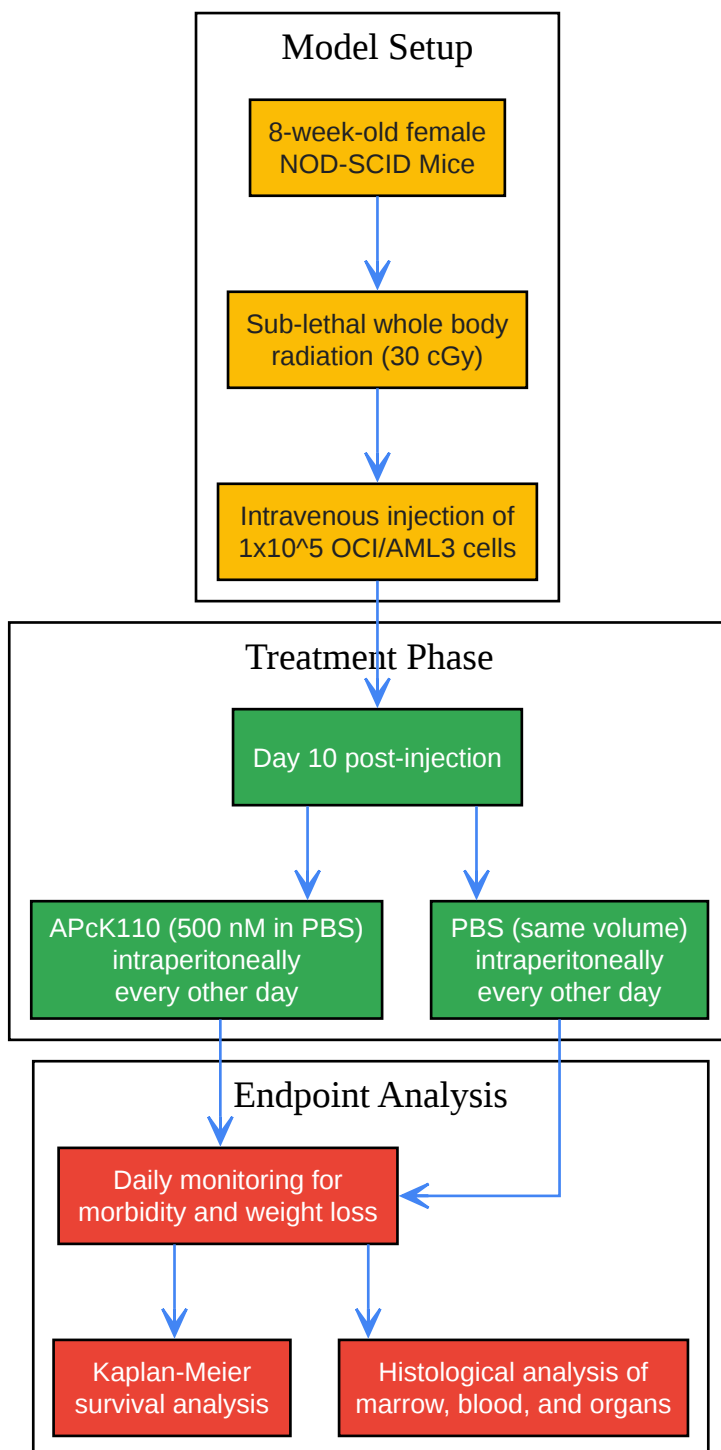 Model Setup
8-week-old female
NOD-SCID Mice
Sub-lethal whole body
radiation (30 cGy)
Intravenous injection of
1x10^5 OCI/AML3 cells
Treatment Phase
Day 10 post-injection
APcK110 (500 nM in PBS)
intraperitoneally
every other day
PBS (same volume)
intraperitoneally
every other day
Endpoint Analysis
Daily monitoring for
morbidity and weight loss
Kaplan-Meier
survival analysis
Histological analysis of
marrow, blood, and organs